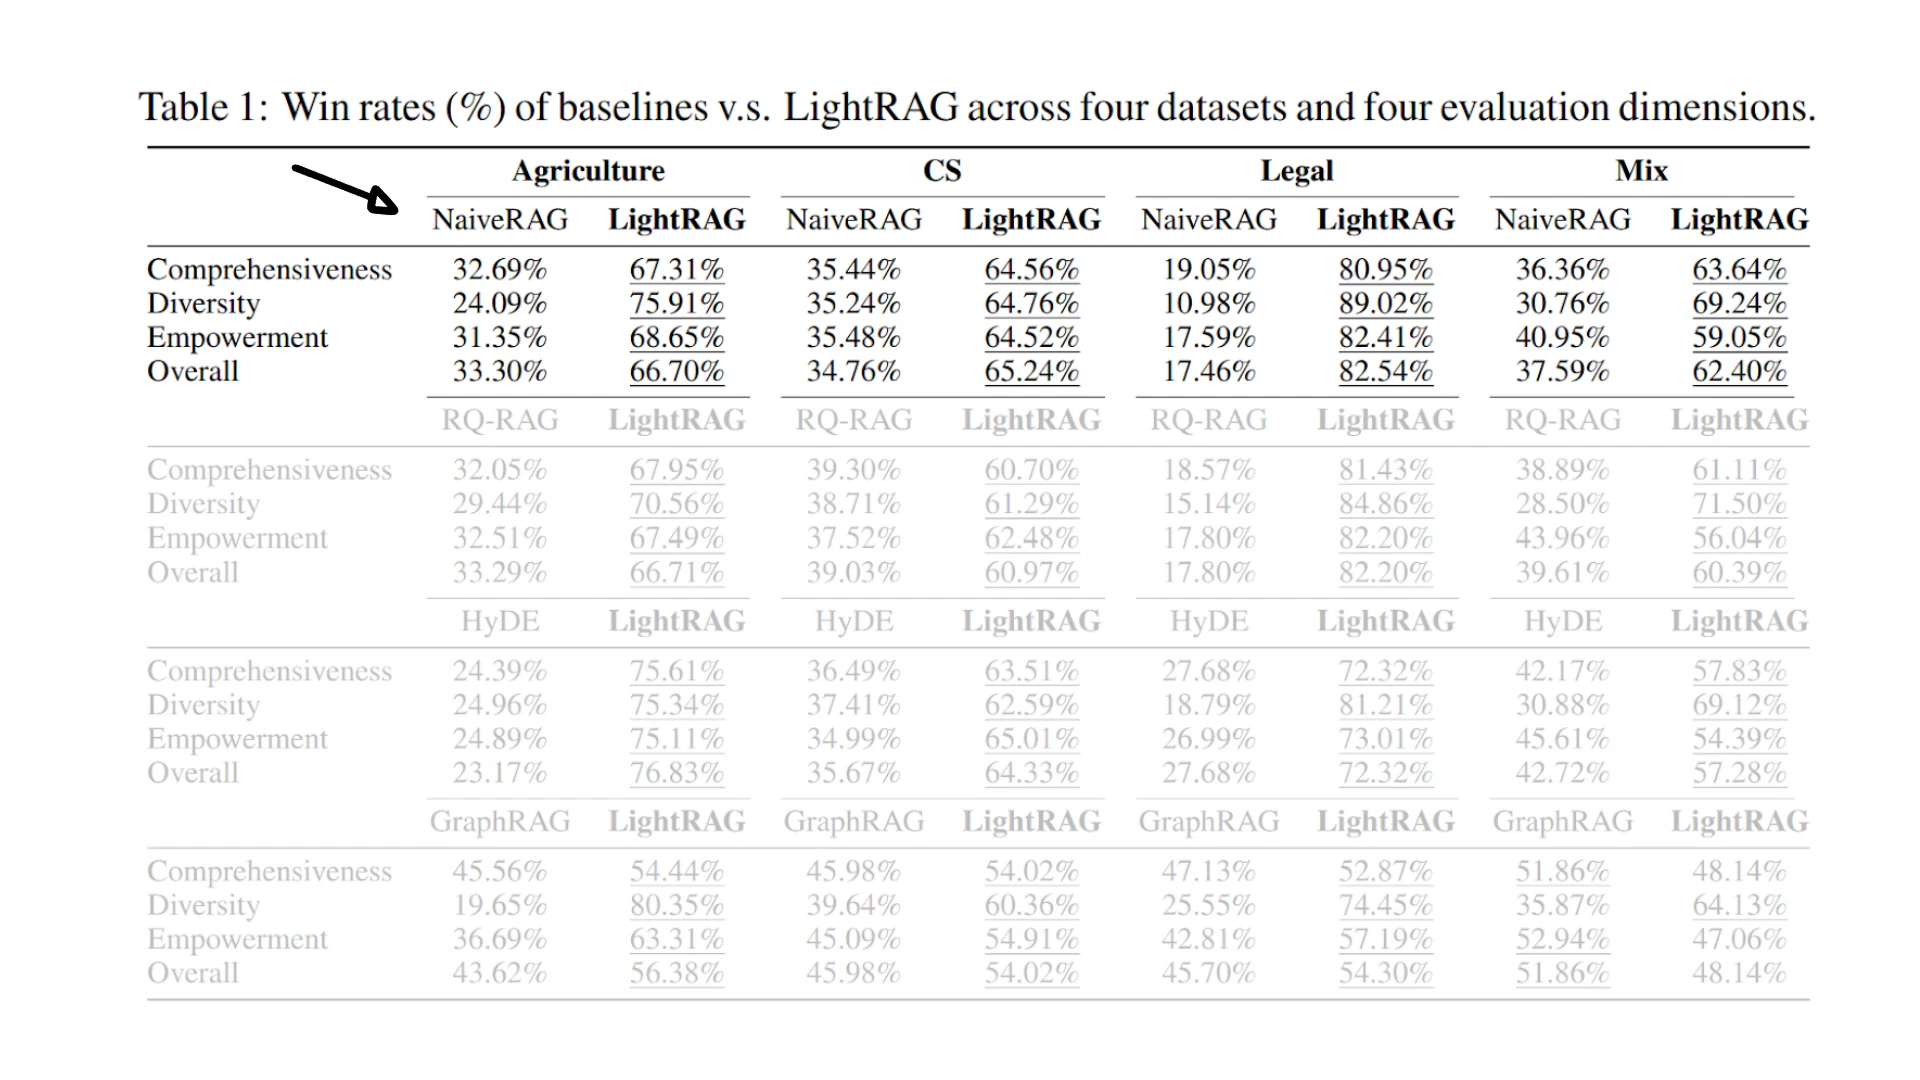 Table 1: Win rates (%) of baselines v.s. LightRAG across four datasets and four evaluation dimensions.
Agriculture CS Legal Mix
NaiveRAG LightRAG NaiveRAG LightRAG NaiveRAG LightRAG NaiveRAG LightRAG
Comprehensiveness 32.69% 67.31% 35.44% 64.56% 19.05% 80.95% 36.36% 63.64%
Diversity 24.09% 75.91% 35.24% 64.76% 10.98% 89.02% 30.76% 69.24%
Empowerment 31.35% 68.65% 35.48% 64.52% 17.59% 82.41% 40.95% 59.05%
Overall 33.30% 66.70% 34.76% 65.24% 17.46% 82.54% 37.59% 62.40%
RQ-RAG LightRAG RQ-RAG LightRAG RQ-RAG LightRAG RQ-RAG LightRAG
Comprehensiveness 32.05% 67.95% 39.30% 60.70% 18.57% 81.43% 38.89% 61.11%
Diversity 29.44% 70.56% 38.71% 61.29% 15.14% 84.86% 28.50% 71.50%
Empowerment 32.51% 67.49% 37.52% 62.48% 17.80% 82.20% 43.96% 56.04%
Overall 33.29% 66.71% 39.03% 60.97% 17.80% 82.20% 39.61% 60.39%
HyDE LightRAG HyDE LightRAG HyDE LightRAG HyDE LightRAG
Comprehensiveness 24.39% 75.61% 36.49% 63.51% 27.68% 72.32% 42.17% 57.83%
Diversity 24.96% 75.34% 37.41% 62.59% 18.79% 81.21% 30.88% 69.12%
Empowerment 24.89% 75.11% 34.99% 65.01% 26.99% 73.01% 45.61% 54.39%
Overall 23.17% 76.83% 35.67% 64.33% 27.68% 72.32% 42.72% 57.28%
GraphRAG LightRAG GraphRAG LightRAG GraphRAG LightRAG GraphRAG LightRAG
Comprehensiveness 45.56% 54.44% 45.98% 54.02% 47.13% 52.87% 51.86% 48.14%
Diversity 19.65% 80.35% 39.64% 60.36% 25.55% 74.45% 35.87% 64.13%
Empowerment 36.69% 63.31% 45.09% 54.91% 42.81% 57.19% 52.94% 47.06%
Overall 43.62% 56.38% 45.98% 54.02% 45.70% 54.30% 51.86% 48.14%